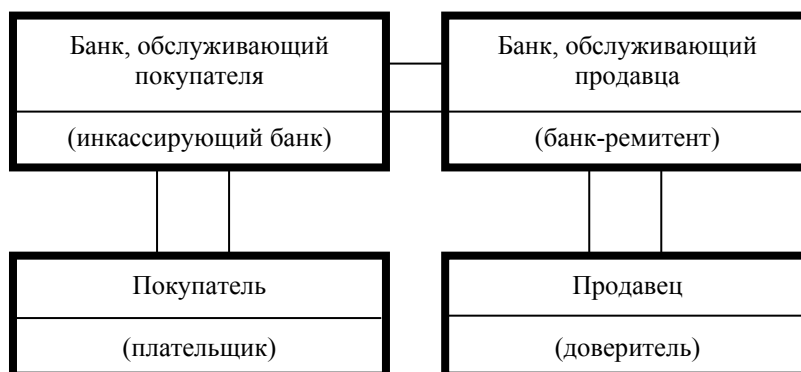 Банк, обслуживающий
покупателя
(инкассирующий банк)
Банк, обслуживающий
продавца
(банк-ремитент)
Покупатель
(плательщик)
Продавец
(доверитель)